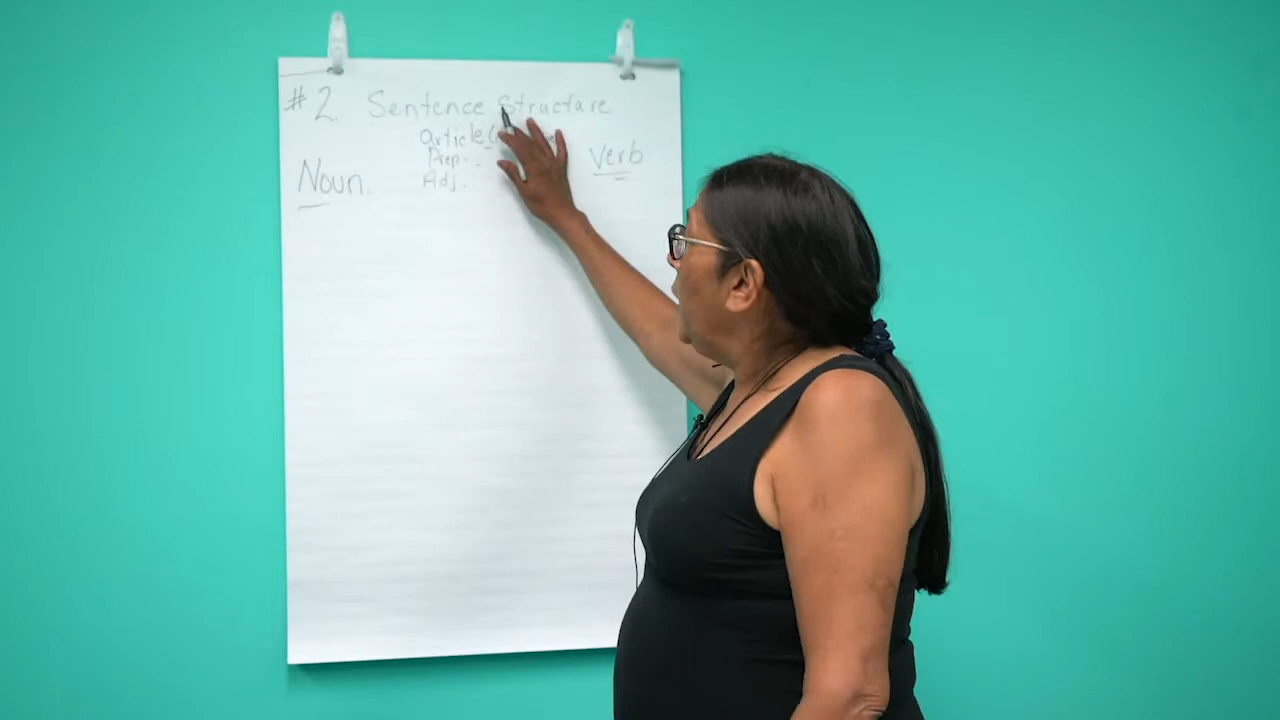 #2. Sentence Structure
Article
Prep.
Adj.
Noun.
Verb